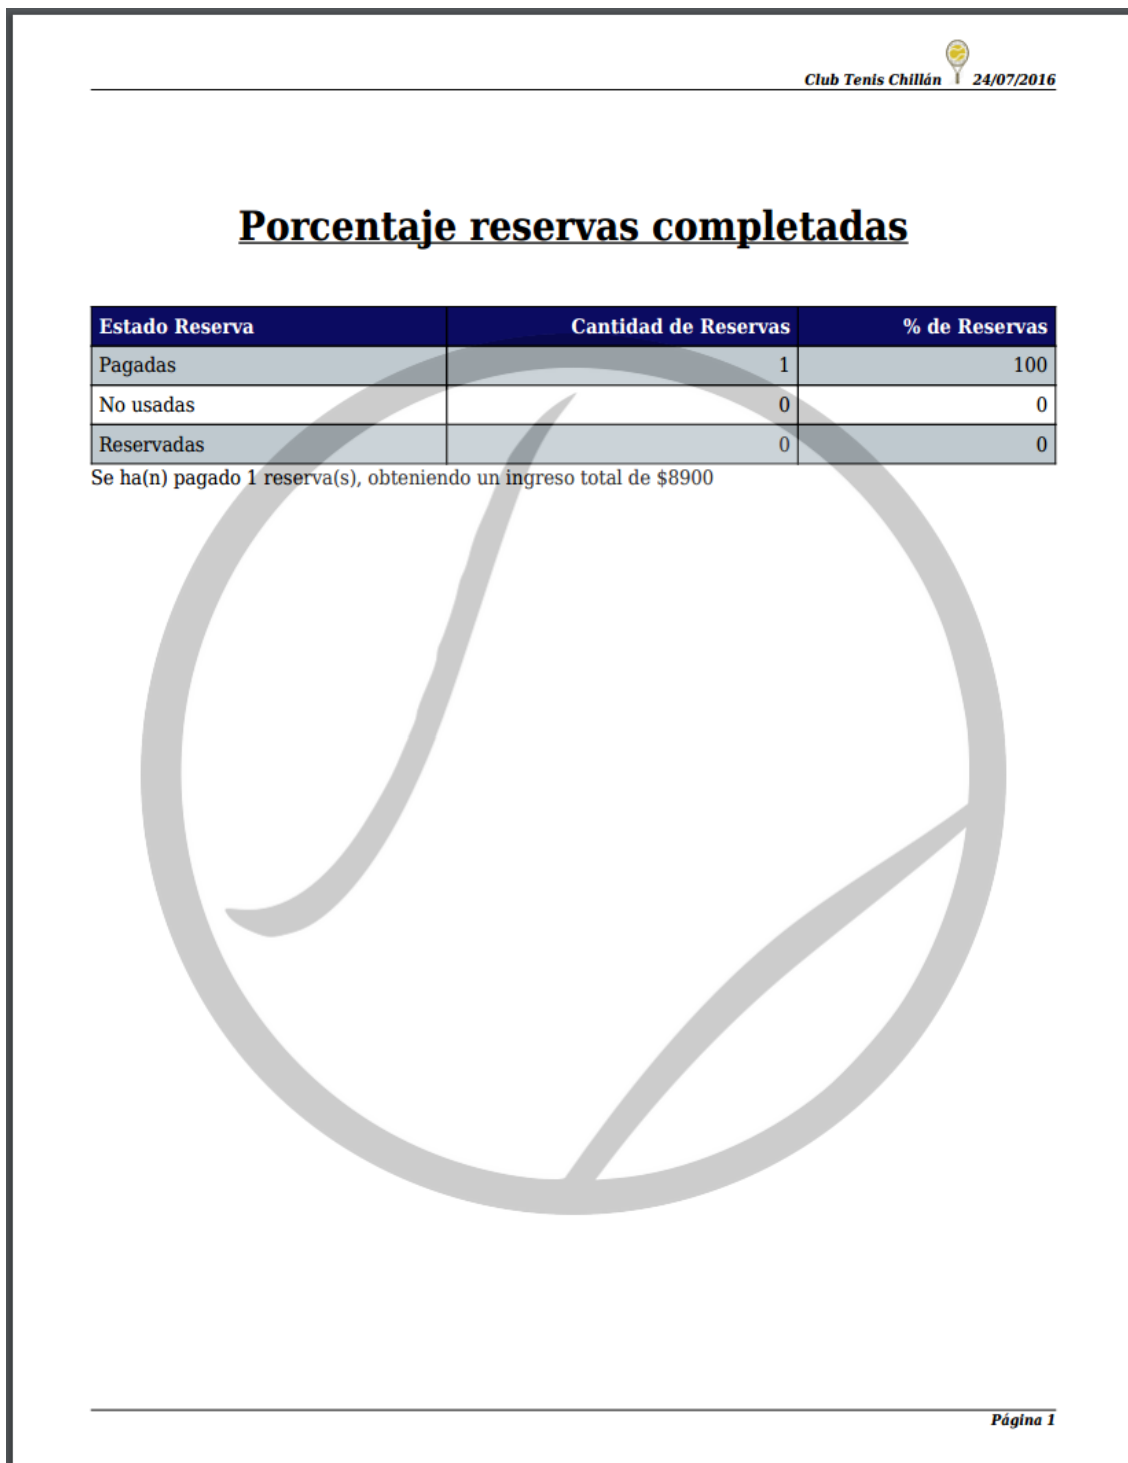 Club Tenis Chillán 24/07/2016
Porcentaje reservas completadas
Estado Reserva Cantidad de Reservas % de Reservas
Pagadas 1 100
No usadas 0 0
Reservadas 0 0
Se ha(n) pagado 1 reserva(s), obteniendo un ingreso total de $8900
Página 1